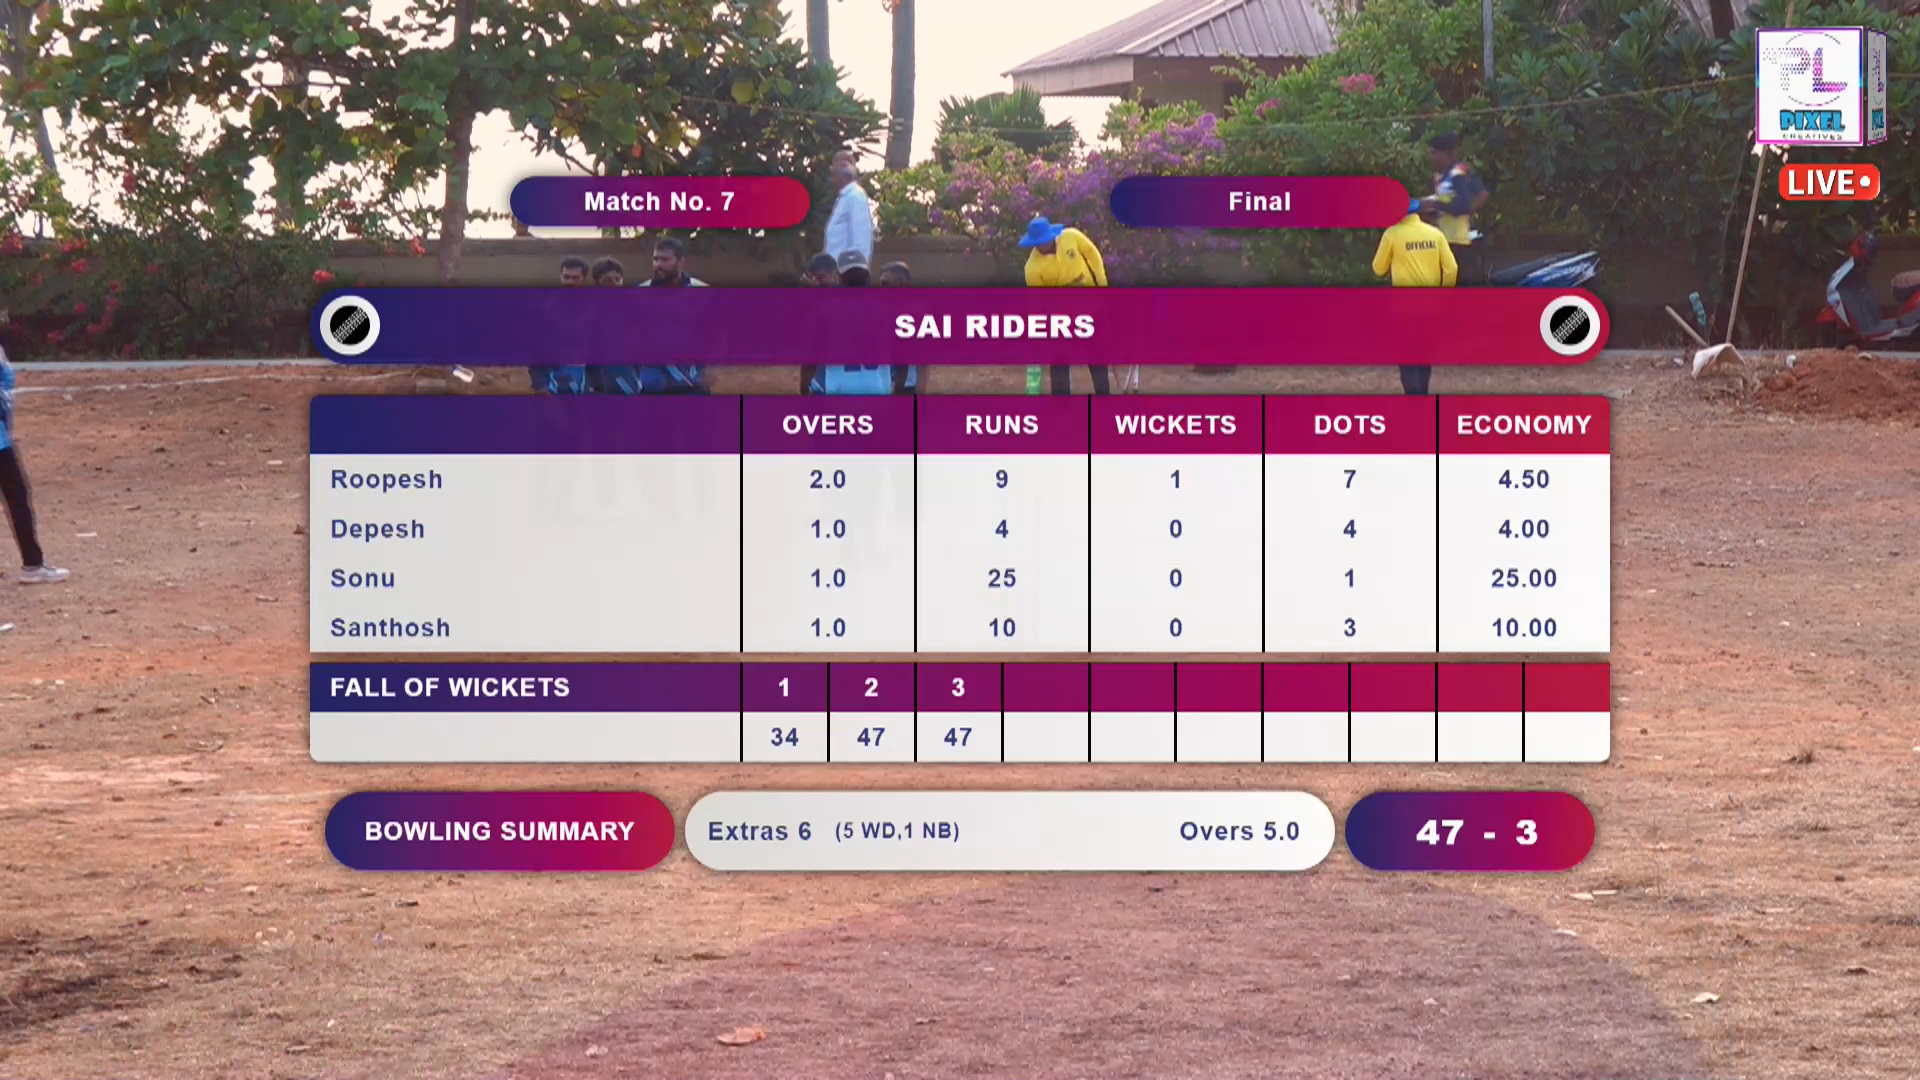 PL
PIXEL
CREATIVES
LIVE
Match No. 7
Final
OFFICIAL
SAI RIDERS
OVERS RUNS WICKETS DOTS ECONOMY
Roopesh 2.0 9 1 7 4.50
Depesh 1.0 4 0 4 4.00
Sonu 1.0 25 0 1 25.00
Santhosh 1.0 10 0 3 10.00
FALL OF WICKETS 1 2 3
34 47 47
BOWLING SUMMARY Extras 6 (5 WD,1 NB) Overs 5.0 47 - 3